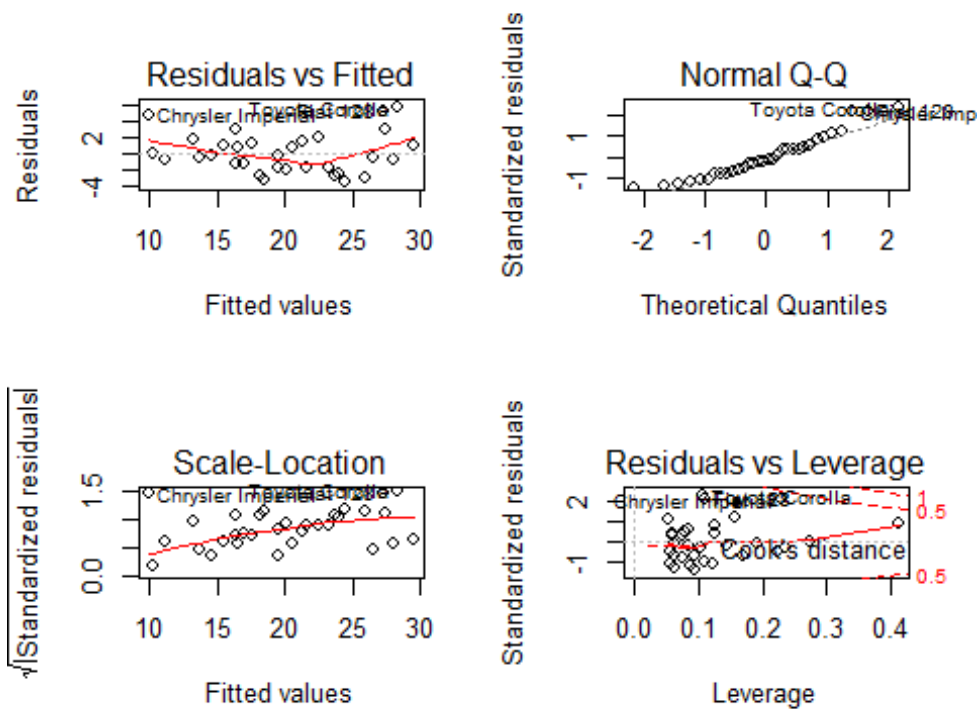 Residuals vs Fitted
Residuals
2
-4
Chrysler Imperial
Toyota Corolla
10 15 20 25 30
Fitted values
Normal Q-Q
Standardized residuals
1
-1
Toyota Corolla
Chrysler Imp
-2 -1 0 1 2
Theoretical Quantiles
Scale-Location
√|Standardized residuals|
1.5
0.0
Chrysler Imperial
Toyota Corolla
10 15 20 25 30
Fitted values
Residuals vs Leverage
Standardized residuals
2
-1
Chrysler Imperial
Toyota Corolla
Cook's distance
1
0.5
0.5
0.0 0.1 0.2 0.3 0.4
Leverage